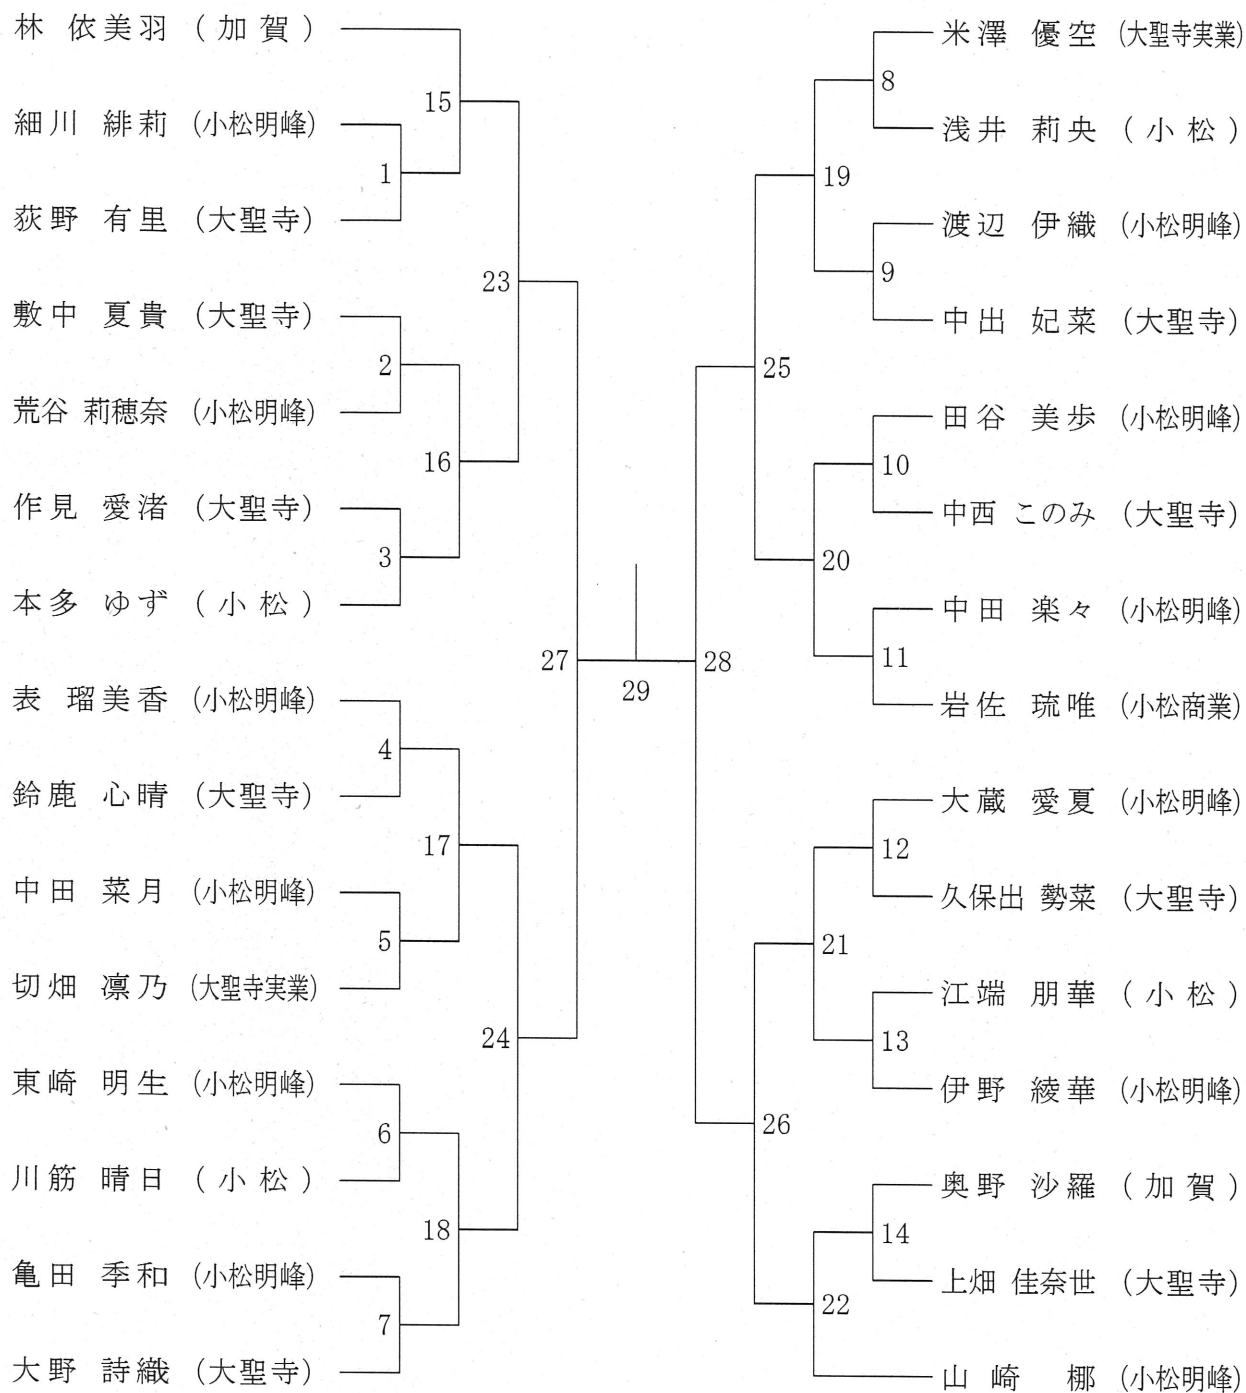 林 依美羽 (加賀)
細川 緋莉 (小松明峰)
荻野 有里 (大聖寺)
敷中 夏貴 (大聖寺)
荒谷 莉穂奈 (小松明峰)
作見 愛渚 (大聖寺)
本多 ゆず (小松)
表 瑠美香 (小松明峰)
鈴鹿 心晴 (大聖寺)
中田 菜月 (小松明峰)
切畑 凛乃 (大聖寺実業)
東崎 明生 (小松明峰)
川筋 晴日 (小松)
亀田 季和 (小松明峰)
大野 詩織 (大聖寺)
1
2
3
4
5
6
7
15
16
17
18
23
24
27
29
28
25
26
19
20
21
22
8
9
10
11
12
13
14
米澤 優空 (大聖寺実業)
浅井 莉央 (小松)
渡辺 伊織 (小松明峰)
中出 妃菜 (大聖寺)
田谷 美歩 (小松明峰)
中西 このみ (大聖寺)
中田 楽々 (小松明峰)
岩佐 琉唯 (小松商業)
大蔵 愛夏 (小松明峰)
久保出 勢菜 (大聖寺)
江端 朋華 (小松)
伊野 綾華 (小松明峰)
奥野 沙羅 (加賀)
上畑 佳奈世 (大聖寺)
山崎 梛 (小松明峰)